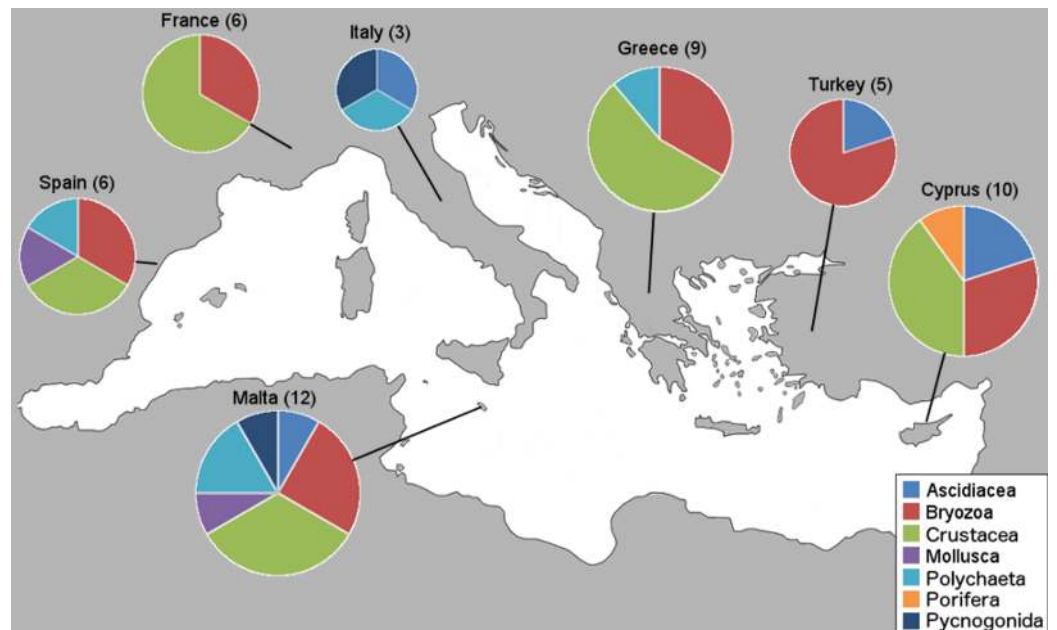 France (6)
Italy (3)
Greece (9)
Turkey (5)
Spain (6)
Cyprus (10)
Malta (12)
Ascidiacea
Bryozoa
Crustacea
Mollusca
Polychaeta
Porifera
Pycnogonida